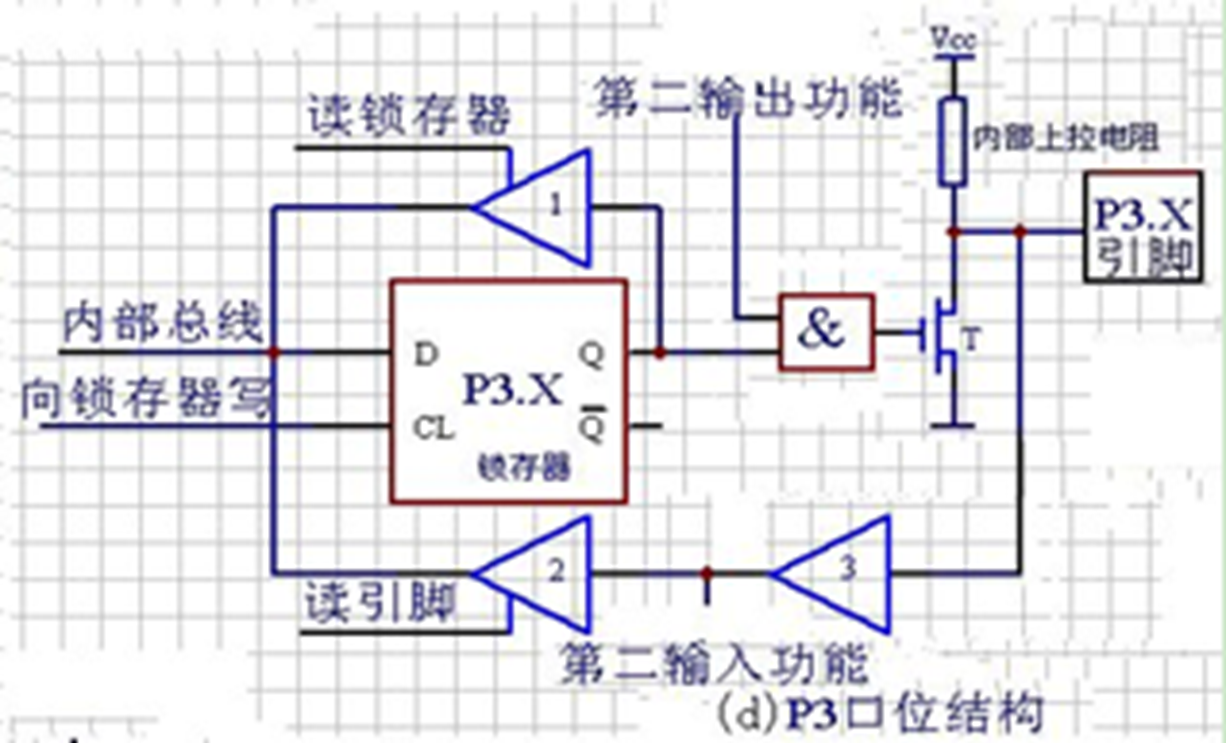 Vcc
第二输出功能
读锁存器
内部上拉电阻
1
P3.X
引脚
内部总线
&
T
D
Q
P3.X
向锁存器写
CL
Q̅
锁存器
2
3
读引脚
第二输入功能
(d)P3口位结构